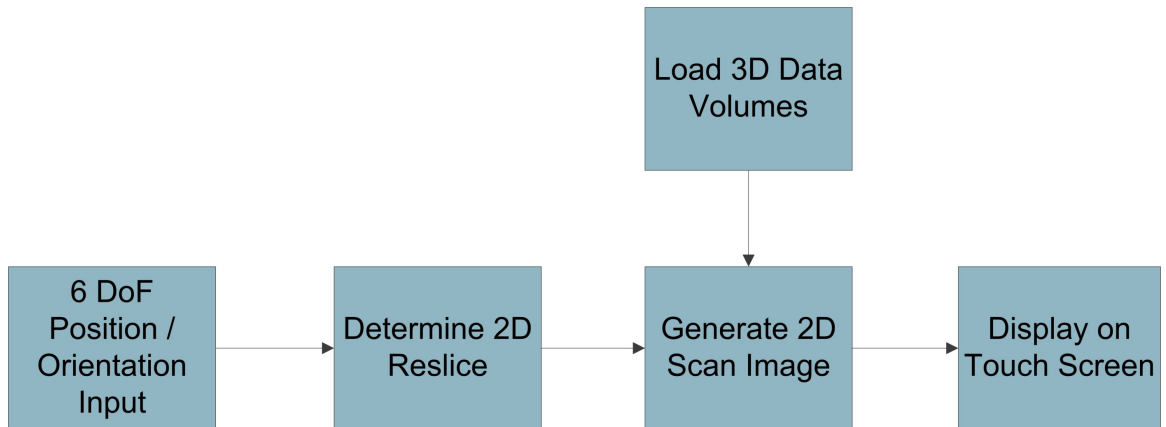 Load 3D Data
Volumes
6 DoF
Position /
Orientation
Input
Determine 2D
Reslice
Generate 2D
Scan Image
Display on
Touch Screen